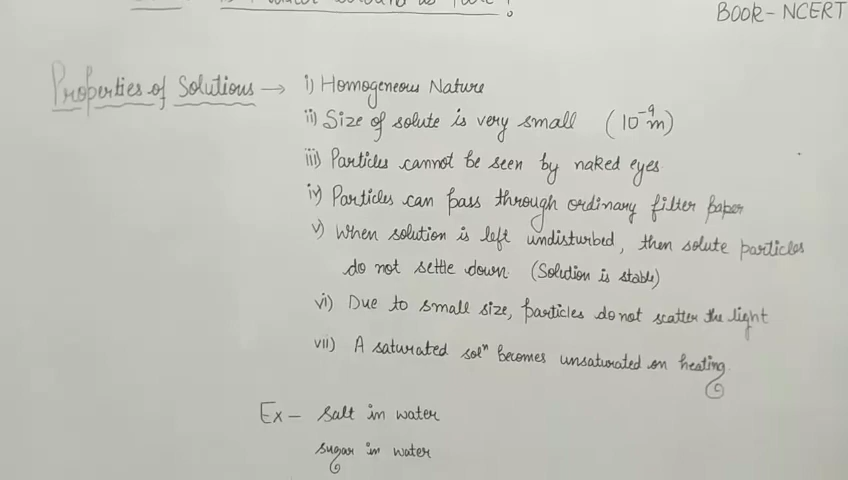 BOOK - NCERT
Properties of Solutions → i) Homogeneous Nature
ii) Size of solute is very small (10⁻⁹m)
iii) Particles cannot be seen by naked eyes
iv) Particles can pass through ordinary filter paper
v) When solution is left undisturbed, then solute particles
do not settle down. (Solution is stable)
vi) Due to small size, particles do not scatter the light
vii) A saturated solⁿ becomes unsaturated on heating.
Ex - Salt in water
sugar in water